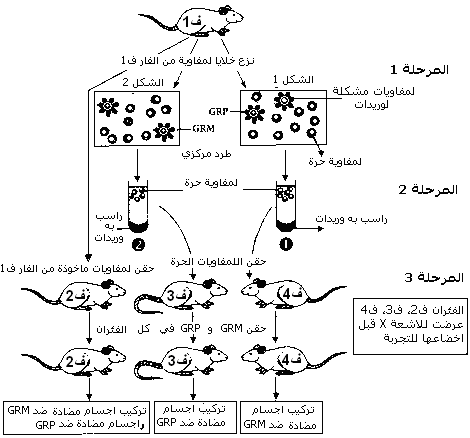 ف1
نزع خلايا لمفاوية من الفار ف1
المرحلة 1
الشكل 1
الشكل 2
لمفاويات مشكلة
لوريدات
GRP
GRM
لمفاوية حرة
طرد مركزي
المرحلة 2
لمفاوية حرة
راسب به وريدات
راسب
به
وريدات
1
2
حقن اللمفاويات الحرة
حقن لمفاويات ماخوذة من الفار ف1
المرحلة 3
ف4
ف3
ف2
الفئران ف2، ف3، ف4
عرضت للاشعة X قبل
اخضاعها للتجربة
حقن GRM و GRP في كل الفئران
ف4
ف3
ف2
تركيب اجسام
مضادة ضد GRM
تركيب اجسام
مضادة ضد GRP
تركيب اجسام مضادة ضد GRM
واجسام مضادة ضد GRP